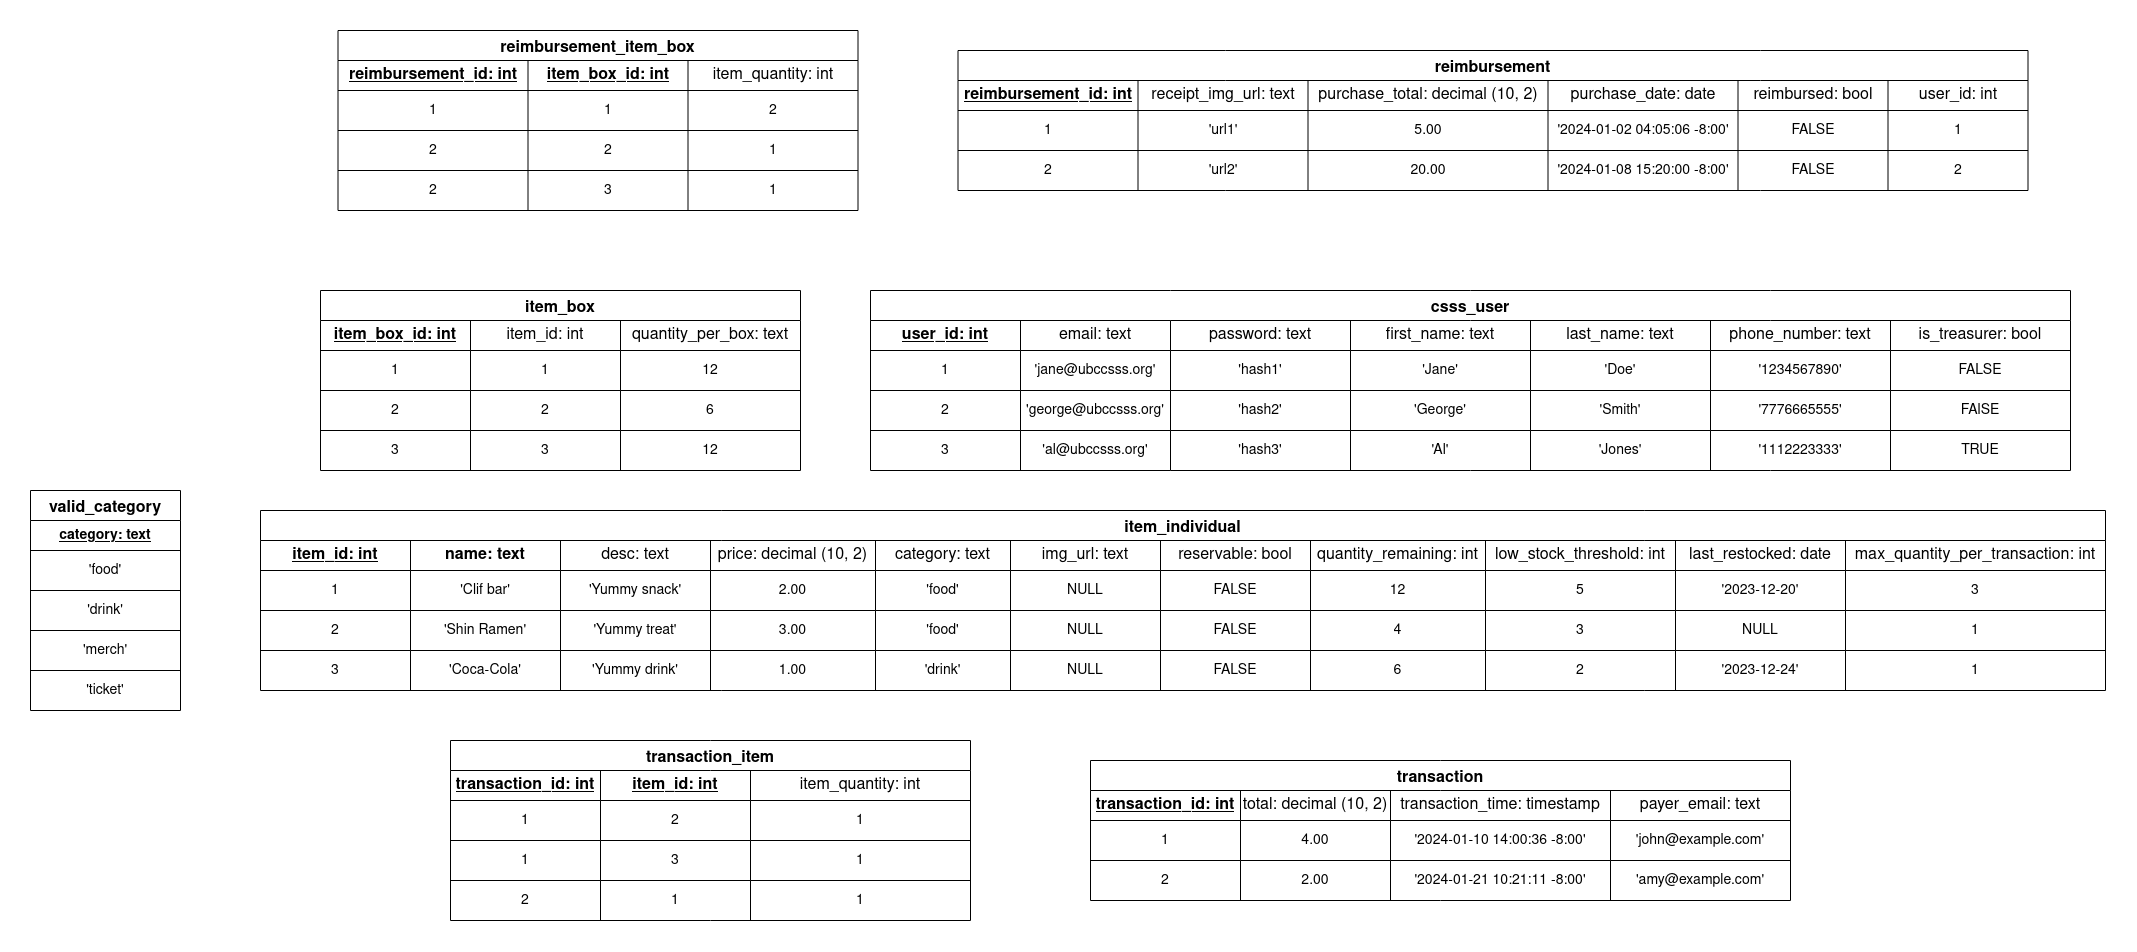 reimbursement_item_box
reimbursement_id: int item_box_id: int item_quantity: int
1 1 2
2 2 1
2 3 1
reimbursement
reimbursement_id: int receipt_img_url: text purchase_total: decimal (10, 2) purchase_date: date reimbursed: bool user_id: int
1 'url1' 5.00 '2024-01-02 04:05:06 -8:00' FALSE 1
2 'url2' 20.00 '2024-01-08 15:20:00 -8:00' FALSE 2
item_box
item_box_id: int item_id: int quantity_per_box: text
1 1 12
2 2 6
3 3 12
csss_user
user_id: int email: text password: text first_name: text last_name: text phone_number: text is_treasurer: bool
1 'jane@ubccsss.org' 'hash1' 'Jane' 'Doe' '1234567890' FALSE
2 'george@ubccsss.org' 'hash2' 'George' 'Smith' '7776665555' FAlSE
3 'al@ubccsss.org' 'hash3' 'Al' 'Jones' '1112223333' TRUE
valid_category
category: text
'food'
'drink'
'merch'
'ticket'
item_individual
item_id: int name: text desc: text price: decimal (10, 2) category: text img_url: text reservable: bool quantity_remaining: int low_stock_threshold: int last_restocked: date max_quantity_per_transaction: int
1 'Clif bar' 'Yummy snack' 2.00 'food' NULL FALSE 12 5 '2023-12-20' 3
2 'Shin Ramen' 'Yummy treat' 3.00 'food' NULL FALSE 4 3 NULL 1
3 'Coca-Cola' 'Yummy drink' 1.00 'drink' NULL FALSE 6 2 '2023-12-24' 1
transaction_item
transaction_id: int item_id: int item_quantity: int
1 2 1
1 3 1
2 1 1
transaction
transaction_id: int total: decimal (10, 2) transaction_time: timestamp payer_email: text
1 4.00 '2024-01-10 14:00:36 -8:00' 'john@example.com'
2 2.00 '2024-01-21 10:21:11 -8:00' 'amy@example.com'